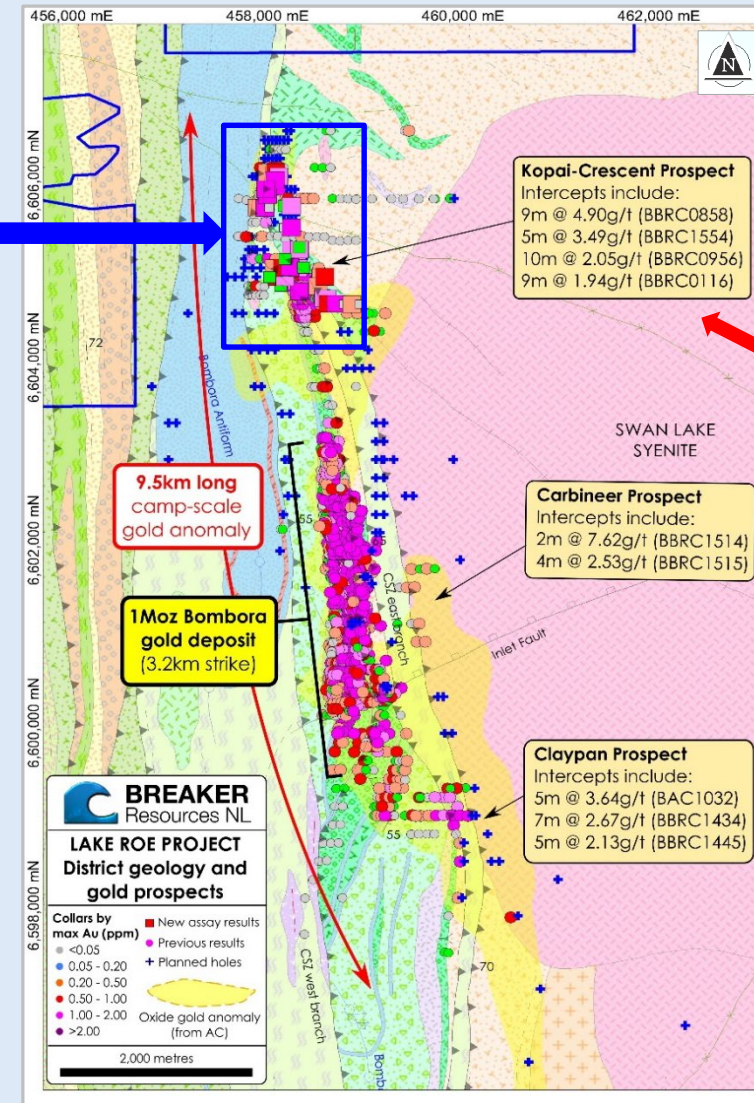 456,000 mE
458,000 mE
460,000 mE
462,000 mE
N
6,606,000 mN
6,604,000 mN
6,602,000 mN
6,600,000 mN
6,598,000 mN
Kopai-Crescent Prospect
Intercepts include:
9m @ 4.90g/t (BBRC0858)
5m @ 3.49g/t (BBRC1554)
10m @ 2.05g/t (BBRC0956)
9m @ 1.94g/t (BBRC0116)
72
Bombora Antiform
SWAN LAKE
SYENITE
9.5km long
camp-scale
gold anomaly
Carbineer Prospect
Intercepts include:
2m @ 7.62g/t (BBRC1514)
4m @ 2.53g/t (BBRC1515)
55
CSZ east branch
1Moz Bombora
gold deposit
(3.2km strike)
Inlet Fault
Claypan Prospect
Intercepts include:
5m @ 3.64g/t (BAC1032)
7m @ 2.67g/t (BBRC1434)
5m @ 2.13g/t (BBRC1445)
55
70
CSZ west branch
BREAKER
Resources NL
LAKE ROE PROJECT
District geology and
gold prospects
Collars by
max Au (ppm)
<0.05
0.05 - 0.20
0.20 - 0.50
0.50 - 1.00
1.00 - 2.00
>2.00
New assay results
Previous results
Planned holes
Oxide gold anomaly
(from AC)
2,000 metres